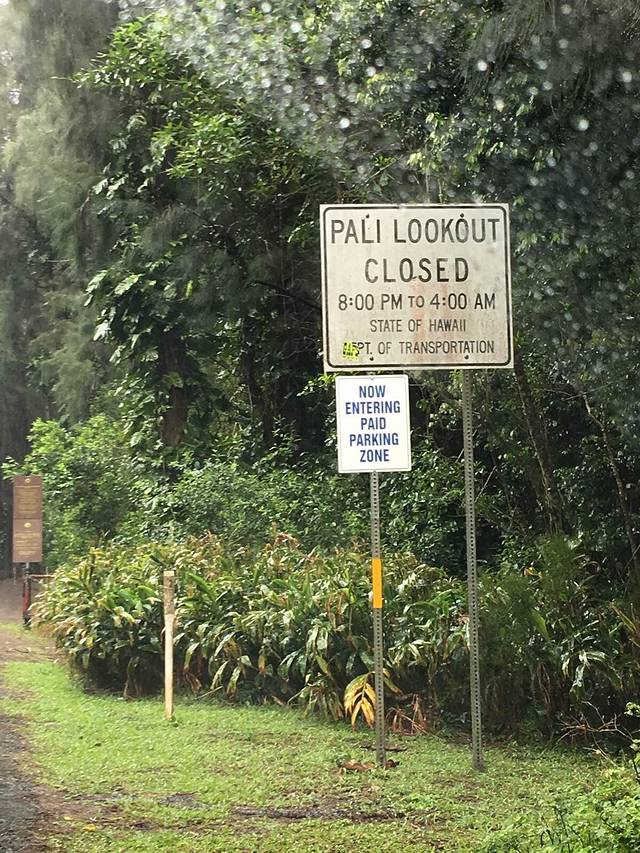 PALI LOOKOUT
CLOSED
8:00 PM TO 4:00 AM
STATE OF HAWAII
DEPT. OF TRANSPORTATION
NOW
ENTERING
PAID
PARKING
ZONE